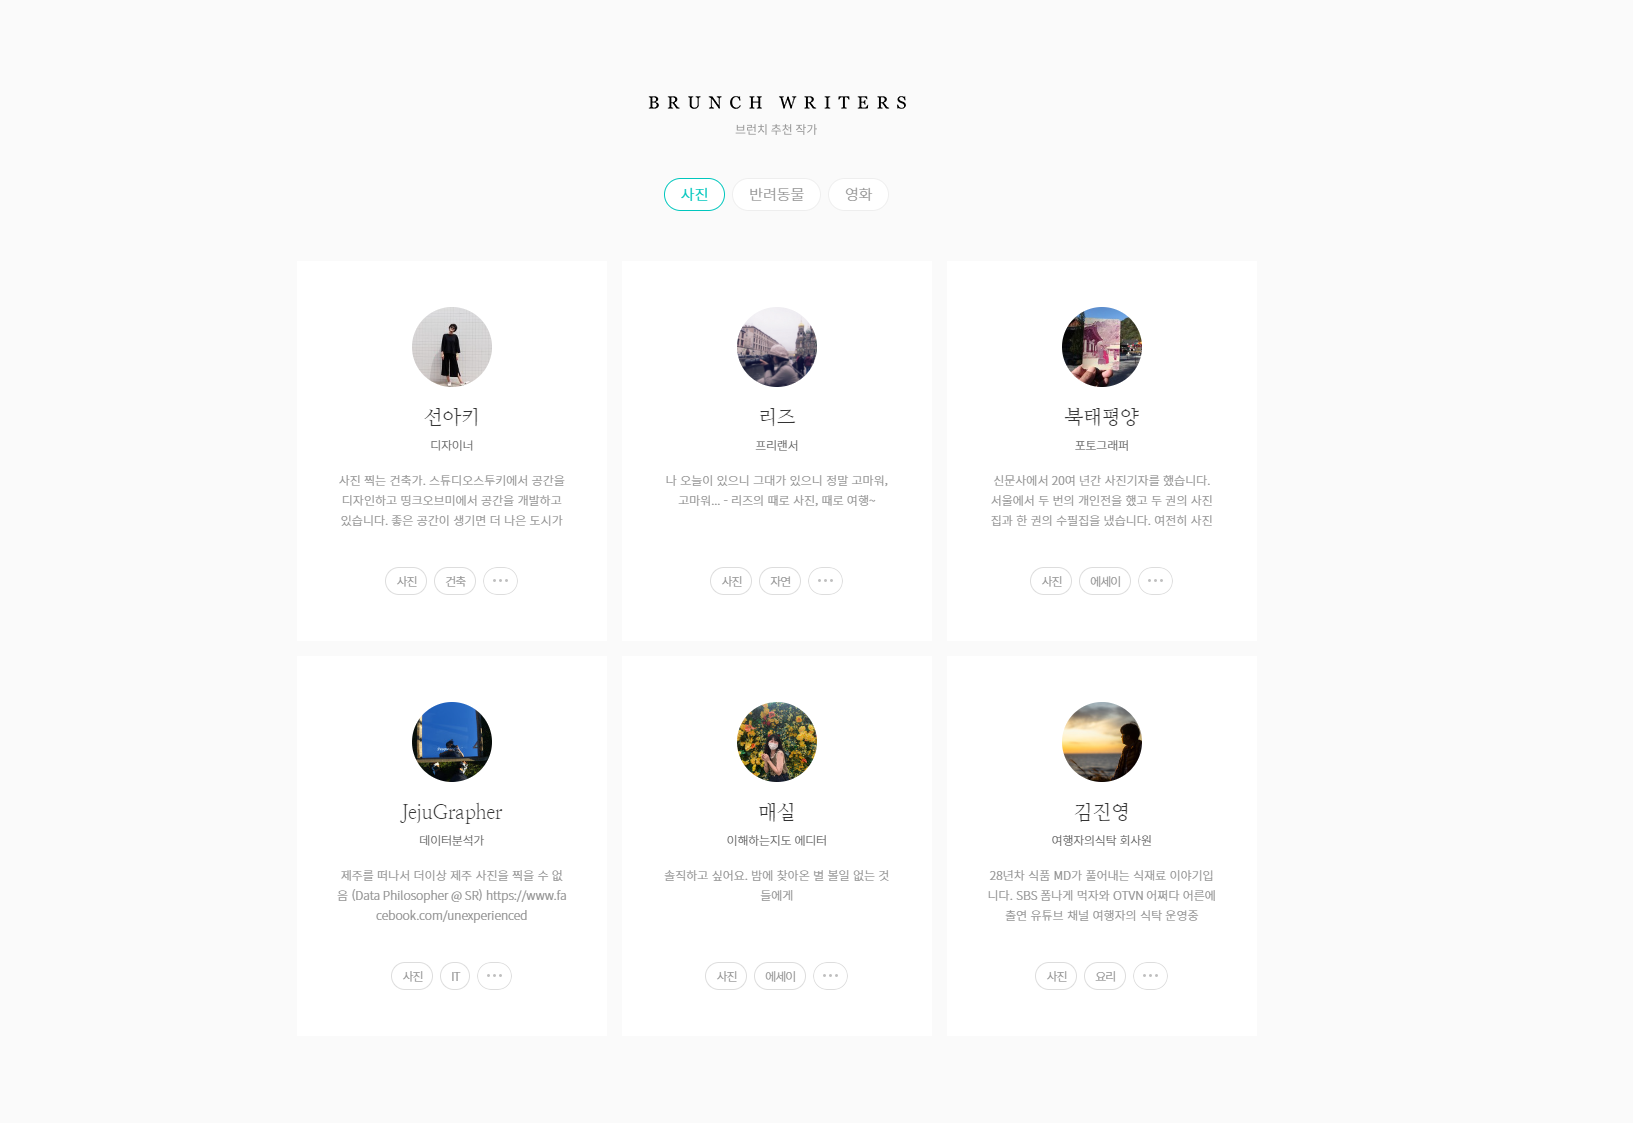 BRUNCH WRITERS
브런치 추천 작가
사진 반려동물 영화
선아키
디자이너
사진 찍는 건축가. 스튜디오스투키에서 공간을
디자인하고 띵크오브미에서 공간을 개발하고
있습니다. 좋은 공간이 생기면 더 나은 도시가
사진 건축 ...
리즈
프리랜서
나 오늘이 있으니 그대가 있으니 정말 고마워,
고마워... - 리즈의 때로 사진, 때로 여행~
사진 자연 ...
북태평양
포토그래퍼
신문사에서 20여 년간 사진기자를 했습니다.
서울에서 두 번의 개인전을 했고 두 권의 사진
집과 한 권의 수필집을 냈습니다. 여전히 사진
사진 에세이 ...
JejuGrapher
데이터분석가
제주를 떠나서 더이상 제주 사진을 찍을 수 없
음 (Data Philosopher @ SR) https://www.fa
cebook.com/unexperienced
사진 IT ...
매실
이해하는지도 에디터
솔직하고 싶어요. 밤에 찾아온 별 볼일 없는 것
들에게
사진 에세이 ...
김진영
여행자의식탁 회사원
28년차 식품 MD가 풀어내는 식재료 이야기입
니다. SBS 폼나게 먹자와 OTVN 어쩌다 어른에
출연 유튜브 채널 여행자의 식탁 운영중
사진 요리 ...